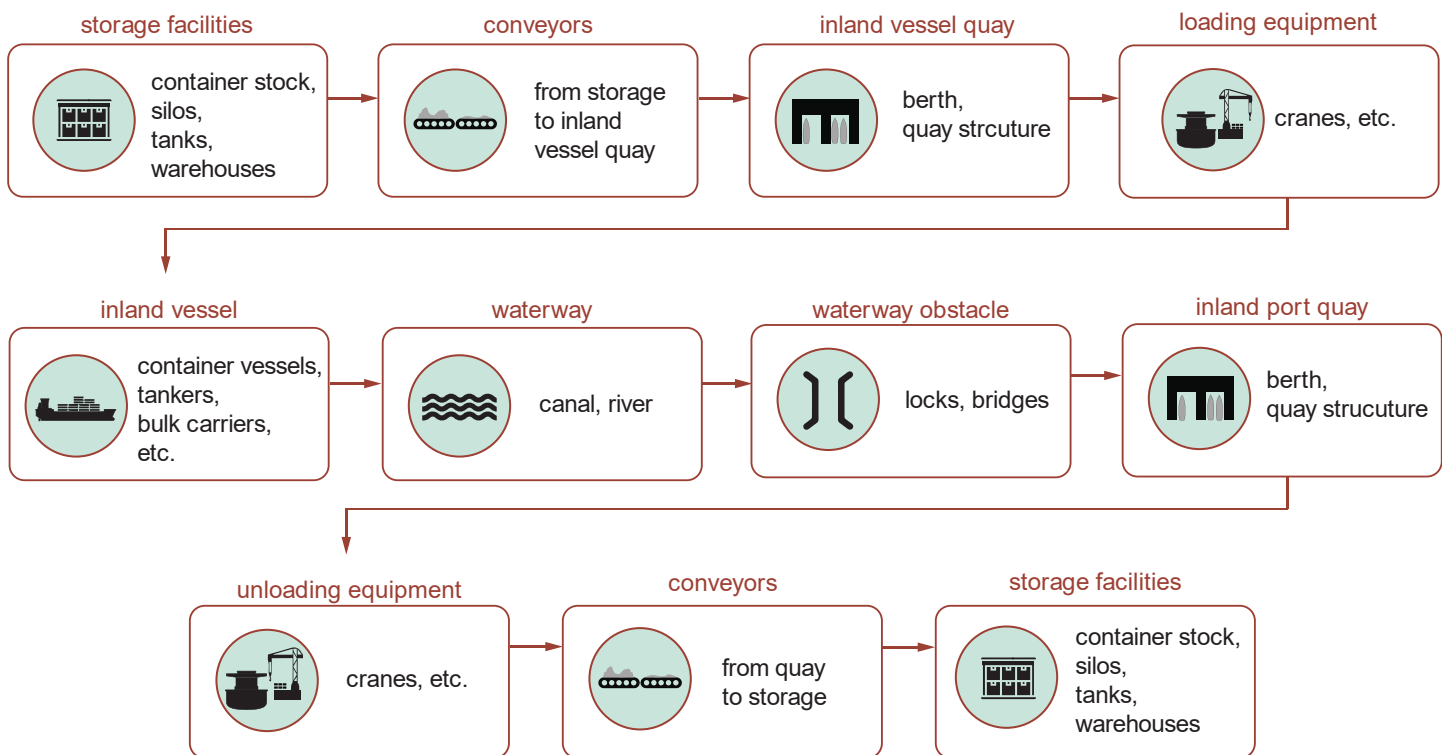 storage facilities
container stock,
silos,
tanks,
warehouses
conveyors
from storage
to inland
vessel quay
inland vessel quay
berth,
quay strcuture
loading equipment
cranes, etc.
inland vessel
container vessels,
tankers,
bulk carriers,
etc.
waterway
canal, river
waterway obstacle
locks, bridges
inland port quay
berth,
quay strucuture
unloading equipment
cranes, etc.
conveyors
from quay
to storage
storage facilities
container stock,
silos,
tanks,
warehouses